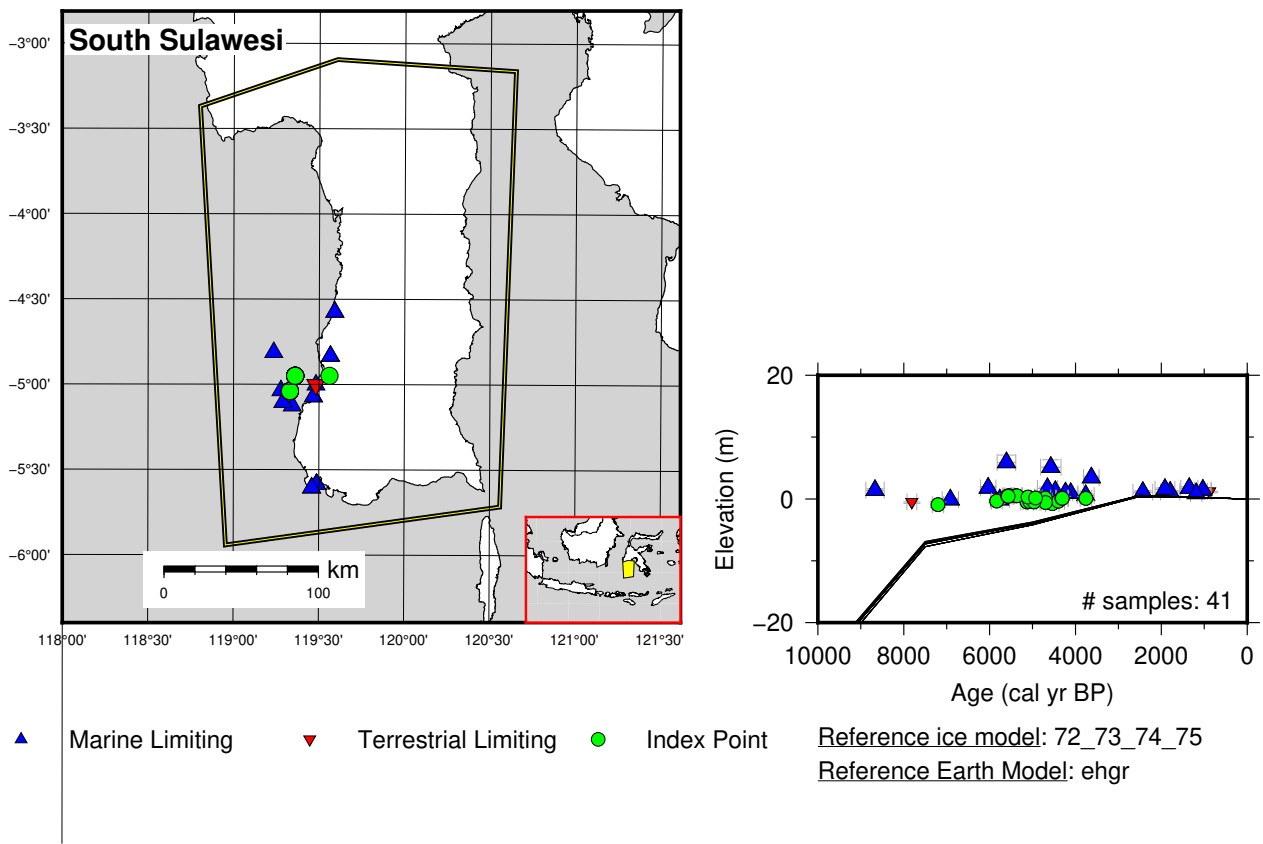 South Sulawesi
−3°00'
−3°30'
−4°00'
−4°30'
−5°00'
−5°30'
−6°00'
118°00'
118°30'
119°00'
119°30'
120°00'
120°30'
121°00'
121°30'
km
0
100
20
0
−20
Elevation (m)
# samples: 41
10000
8000
6000
4000
2000
0
Age (cal yr BP)
Marine Limiting
Terrestrial Limiting
Index Point
Reference ice model: 72_73_74_75
Reference Earth Model: ehgr